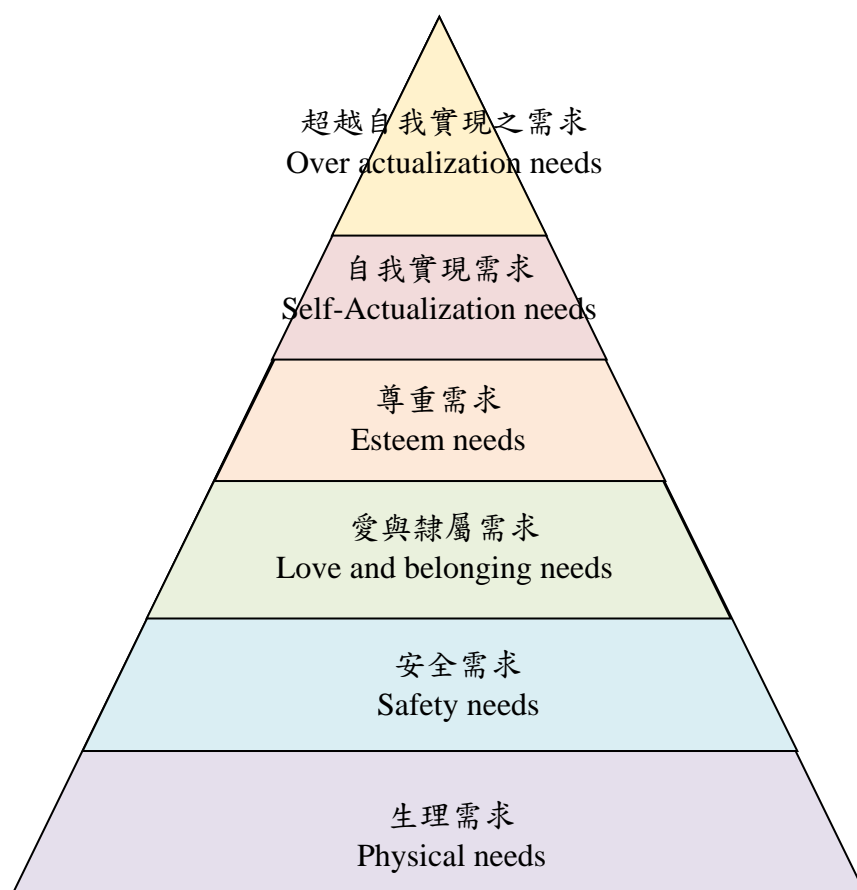 超越自我實現之需求
Over actualization needs
自我實現需求
Self-Actualization needs
尊重需求
Esteem needs
愛與隸屬需求
Love and belonging needs
安全需求
Safety needs
生理需求
Physical needs